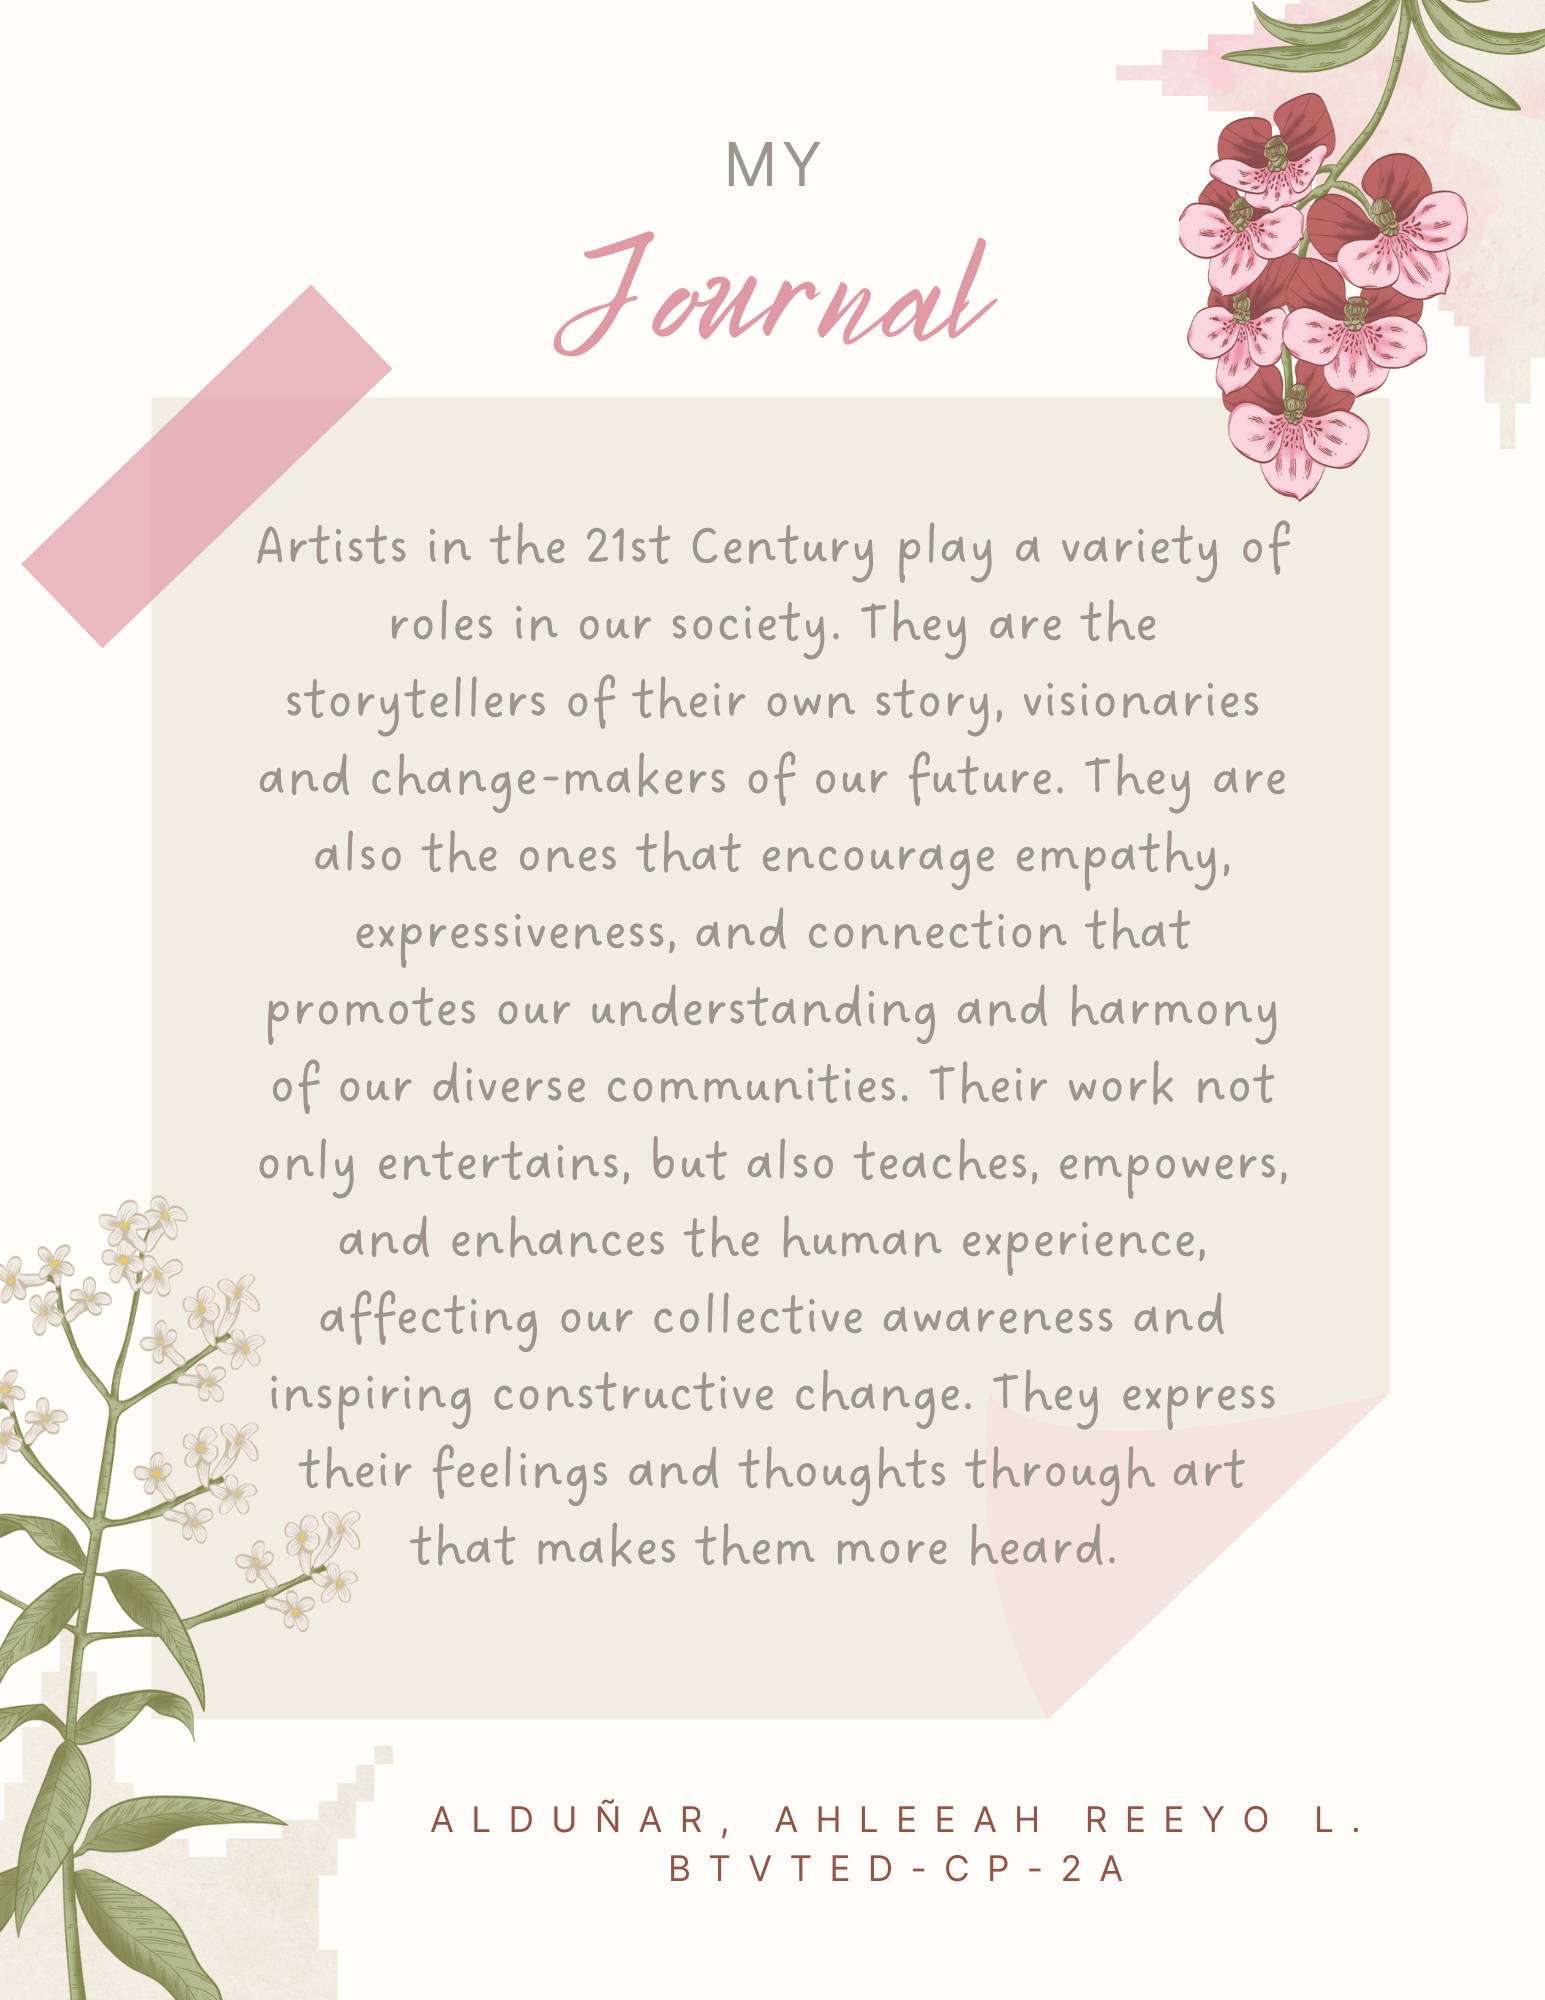 MY
Journal
Artists in the 21st Century play a variety of
roles in our society. They are the
storytellers of their own story, visionaries
and change-makers of our future. They are
also the ones that encourage empathy,
expressiveness, and connection that
promotes our understanding and harmony
of our diverse communities. Their work not
only entertains, but also teaches, empowers,
and enhances the human experience,
affecting our collective awareness and
inspiring constructive change. They express
their feelings and thoughts through art
that makes them more heard.
ALDUÑAR, AHLEEAH REEYO L.
BTVTED-CP-2A